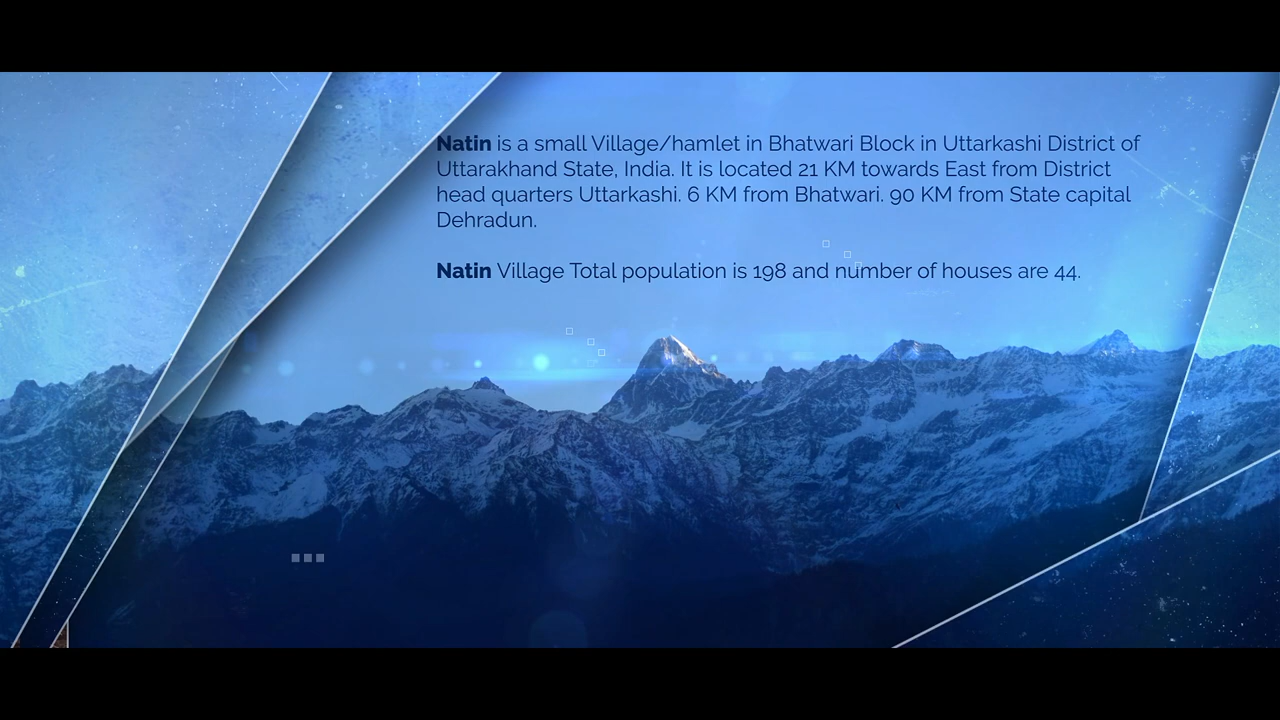 Natin is a small Village/hamlet in Bhatwari Block in Uttarkashi District of
Uttarakhand State, India. It is located 21 KM towards East from District
head quarters Uttarkashi. 6 KM from Bhatwari. 90 KM from State capital
Dehradun.
Natin Village Total population is 198 and number of houses are 44.